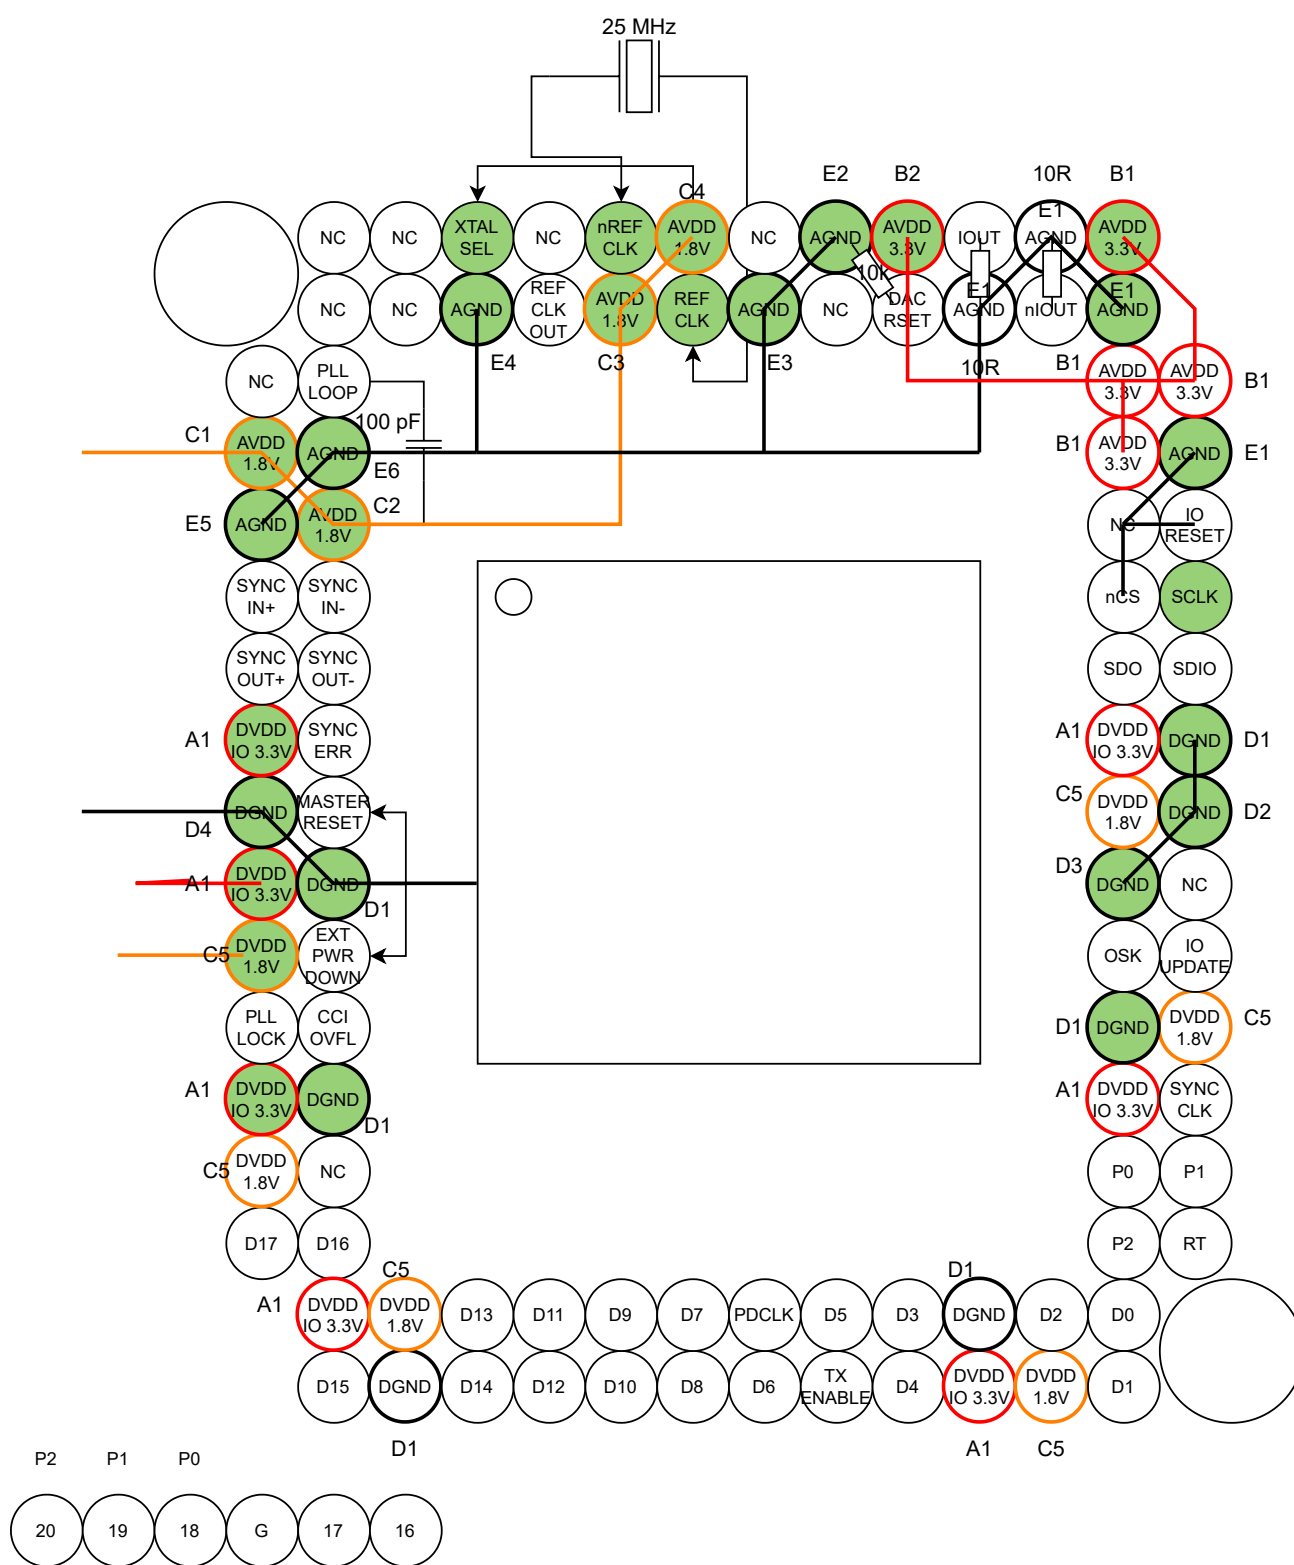 25 MHz
E2
B2
10R
B1
C4
NC
NC
XTAL
SEL
NC
nREF
CLK
AVDD
1.8V
NC
AGND
AVDD
3.3V
IOUT
E1
AGND
AVDD
3.3V
10K
NC
NC
AGND
REF
CLK
OUT
AVDD
1.8V
REF
CLK
AGND
NC
DAC
RSET
E1
AGND
nIOUT
E1
AGND
E4
C3
E3
10R
B1
NC
PLL
LOOP
AVDD
3.3V
AVDD
3.3V
B1
100 pF
C1
AVDD
1.8V
AGND
E6
B1
AVDD
3.3V
AGND
E1
E5
AGND
AVDD
1.8V
C2
NC
IO
RESET
SYNC
IN+
SYNC
IN-
nCS
SCLK
SYNC
OUT+
SYNC
OUT-
SDO
SDIO
A1
DVDD
IO 3.3V
SYNC
ERR
A1
DVDD
IO 3.3V
DGND
D1
D4
DGND
MASTER
RESET
C5
DVDD
1.8V
DGND
D2
A1
DVDD
IO 3.3V
DGND
D1
D3
DGND
NC
C5
DVDD
1.8V
EXT
PWR
DOWN
OSK
IO
UPDATE
PLL
LOCK
CCI
OVFL
D1
DGND
DVDD
1.8V
C5
A1
DVDD
IO 3.3V
DGND
D1
A1
DVDD
IO 3.3V
SYNC
CLK
C5
DVDD
1.8V
NC
P0
P1
D17
D16
P2
RT
C5
D1
A1
DVDD
IO 3.3V
DVDD
1.8V
D13
D11
D9
D7
PDCLK
D5
D3
DGND
D2
D0
D15
DGND
D14
D12
D10
D8
D6
TX
ENABLE
D4
DVDD
IO 3.3V
DVDD
1.8V
D1
D1
A1
C5
P2
P1
P0
20
19
18
G
17
16